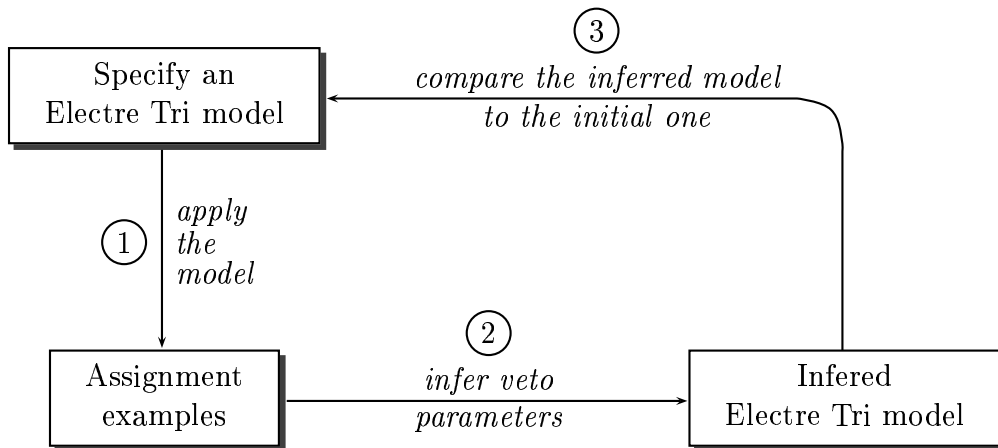 3
Specify an
Electre Tri model
compare the inferred model
to the initial one
1
apply
the
model
2
Assignment
examples
infer veto
parameters
Infered
Electre Tri model